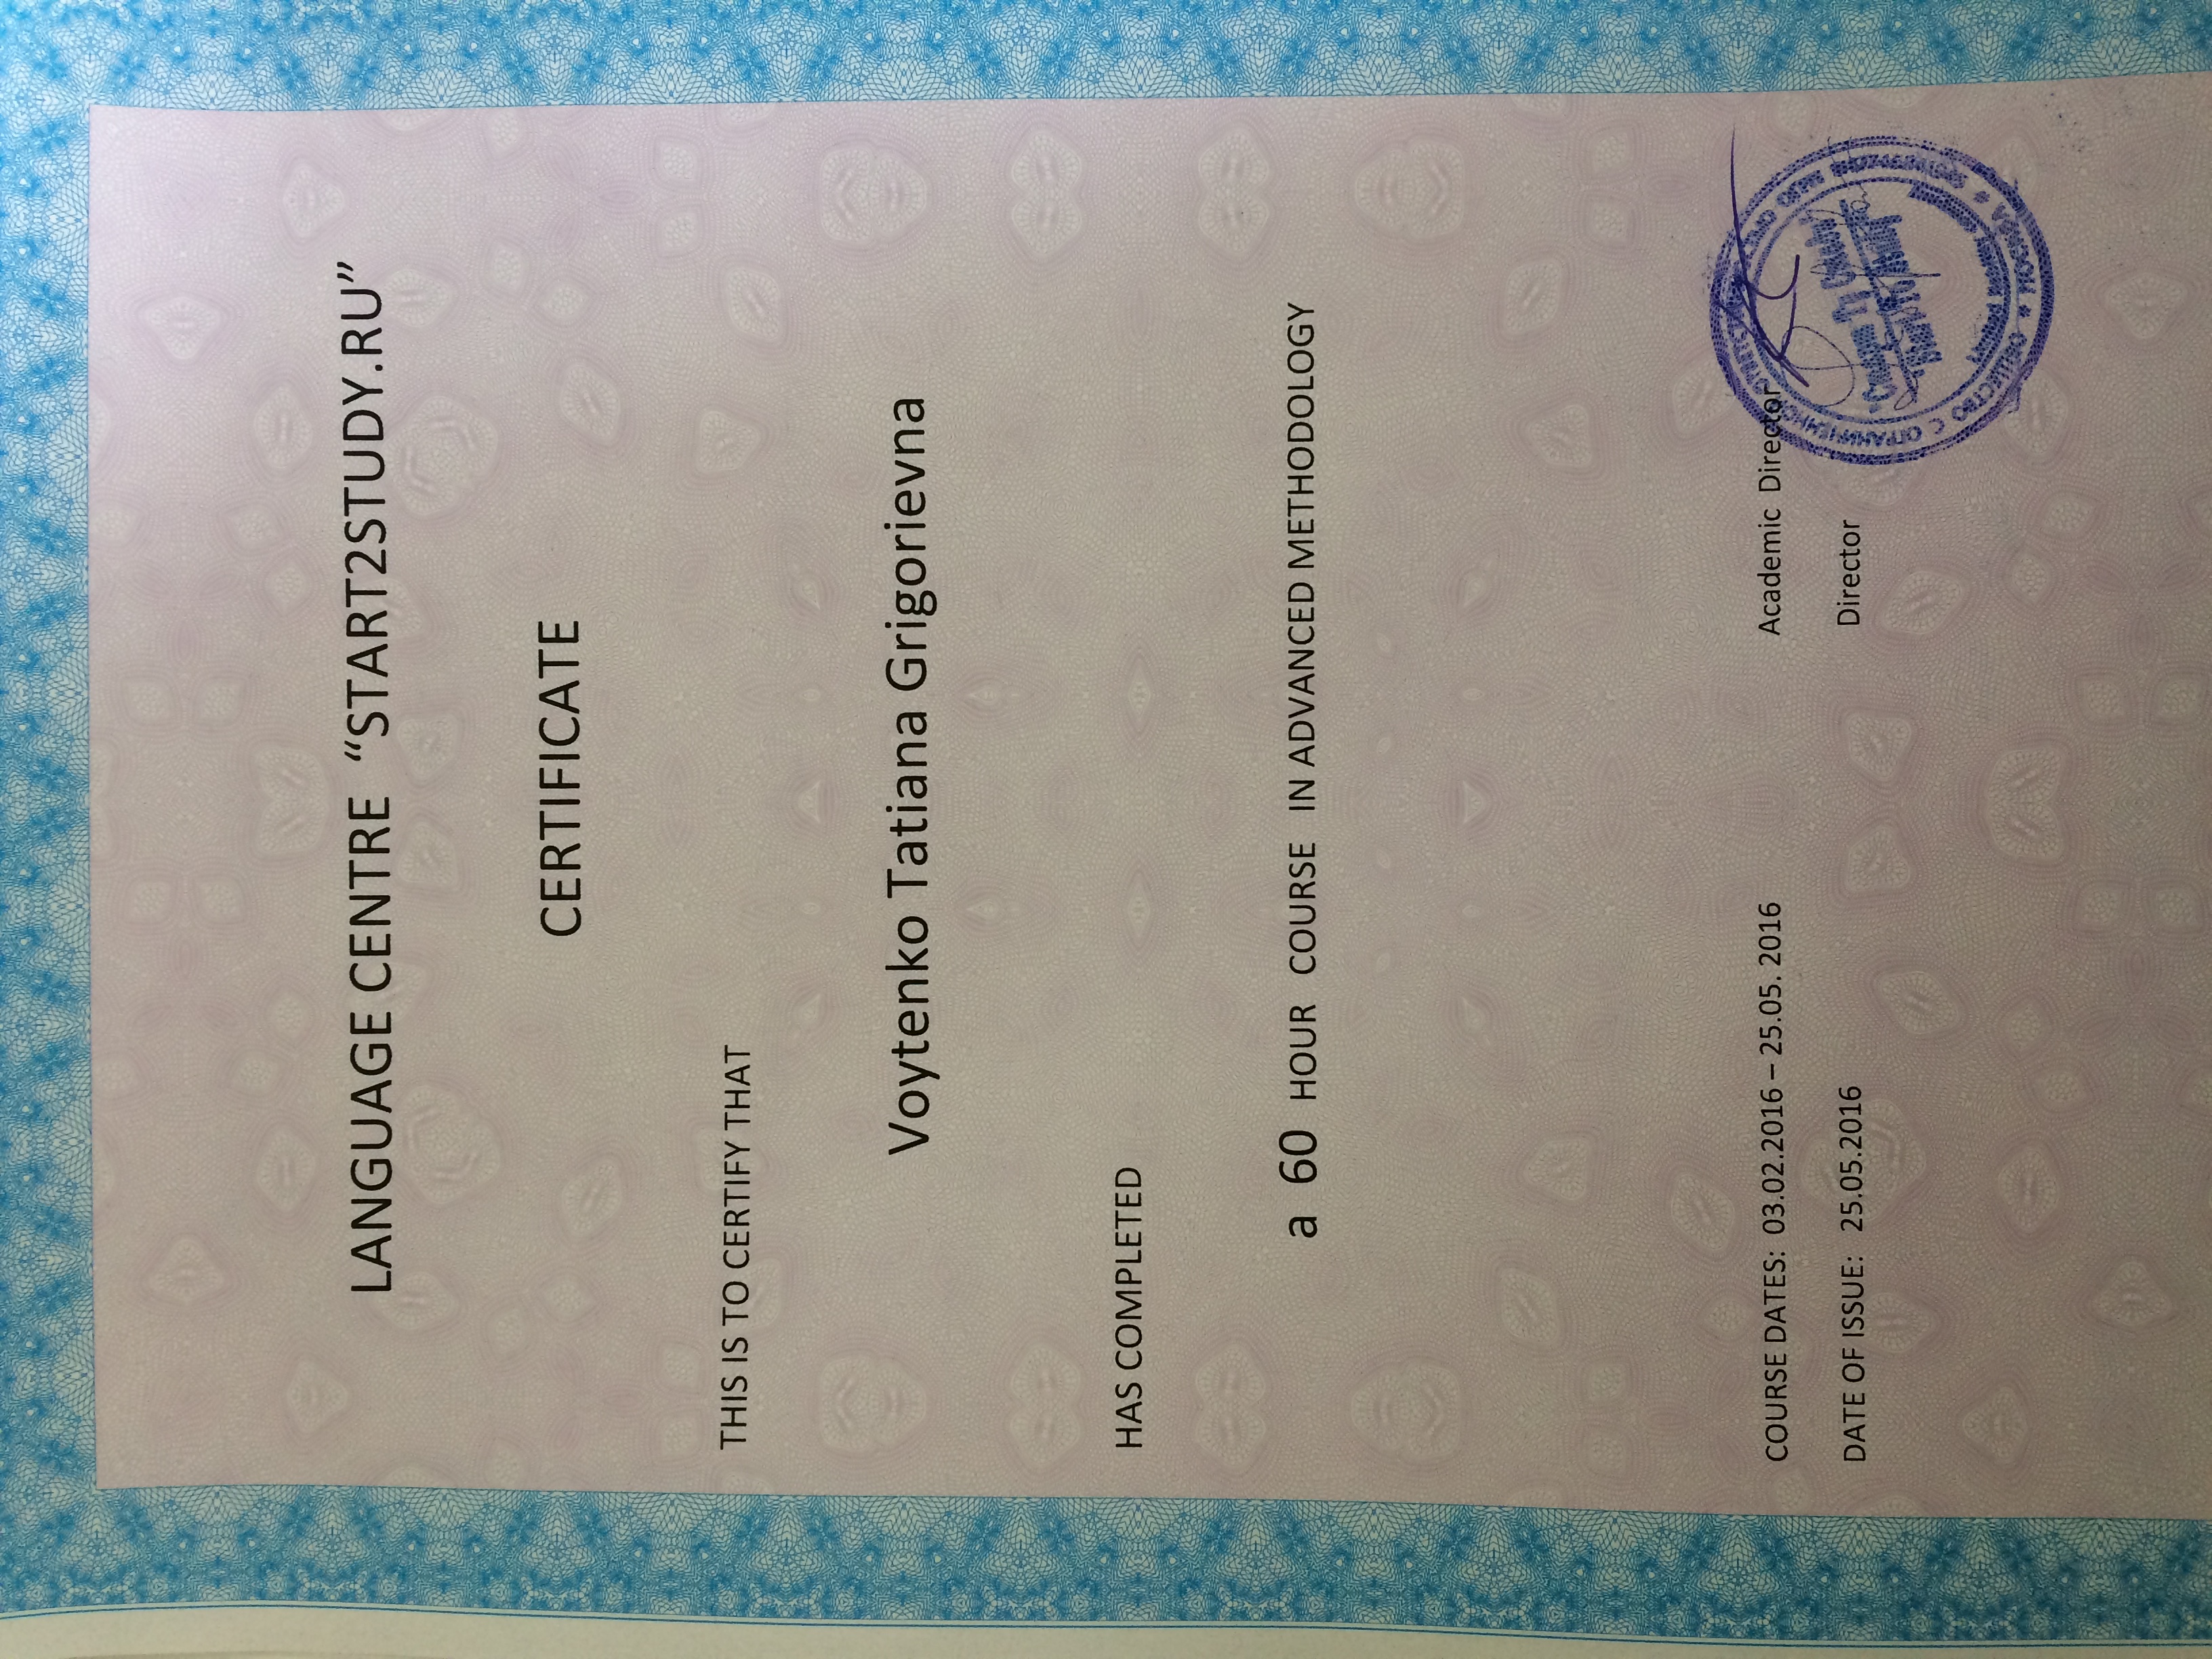 LANGUAGE CENTRE “START2STUDY.RU”
CERTIFICATE
THIS IS TO CERTIFY THAT
Voytenko Tatiana Grigorievna
HAS COMPLETED
a 60 HOUR COURSE IN ADVANCED METHODOLOGY
COURSE DATES: 03.02.2016 – 25.05. 2016 Academic Director
DATE OF ISSUE: 25.05.2016 Director
МОСКВА * ОБЩЕСТВО С